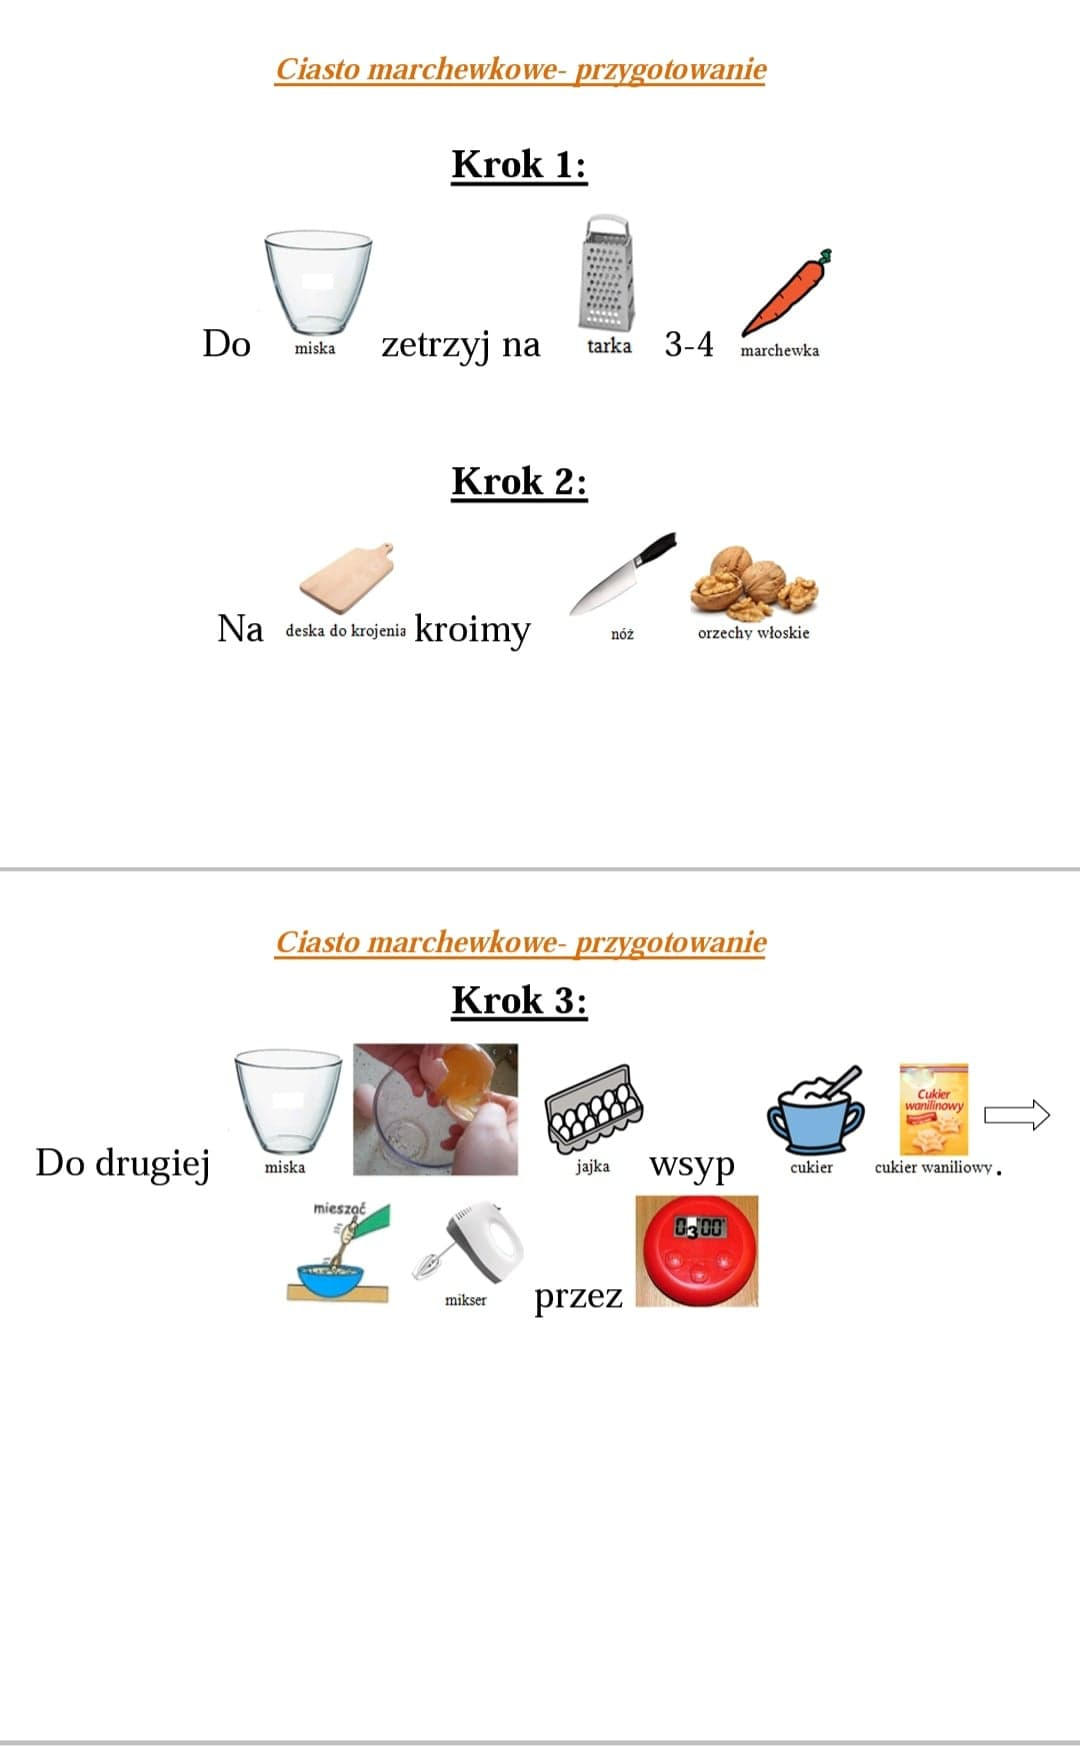 Ciasto marchewkowe- przygotowanie
Krok 1:
Do miska zetrzyj na tarka 3-4 marchewka
Krok 2:
Na deska do krojenia kroimy nóż orzechy włoskie
Ciasto marchewkowe- przygotowanie
Krok 3:
Cukier
wanilinowy
Do drugiej miska jajka wsyp cukier cukier waniliowy.
mieszać
03:00
mikser przez